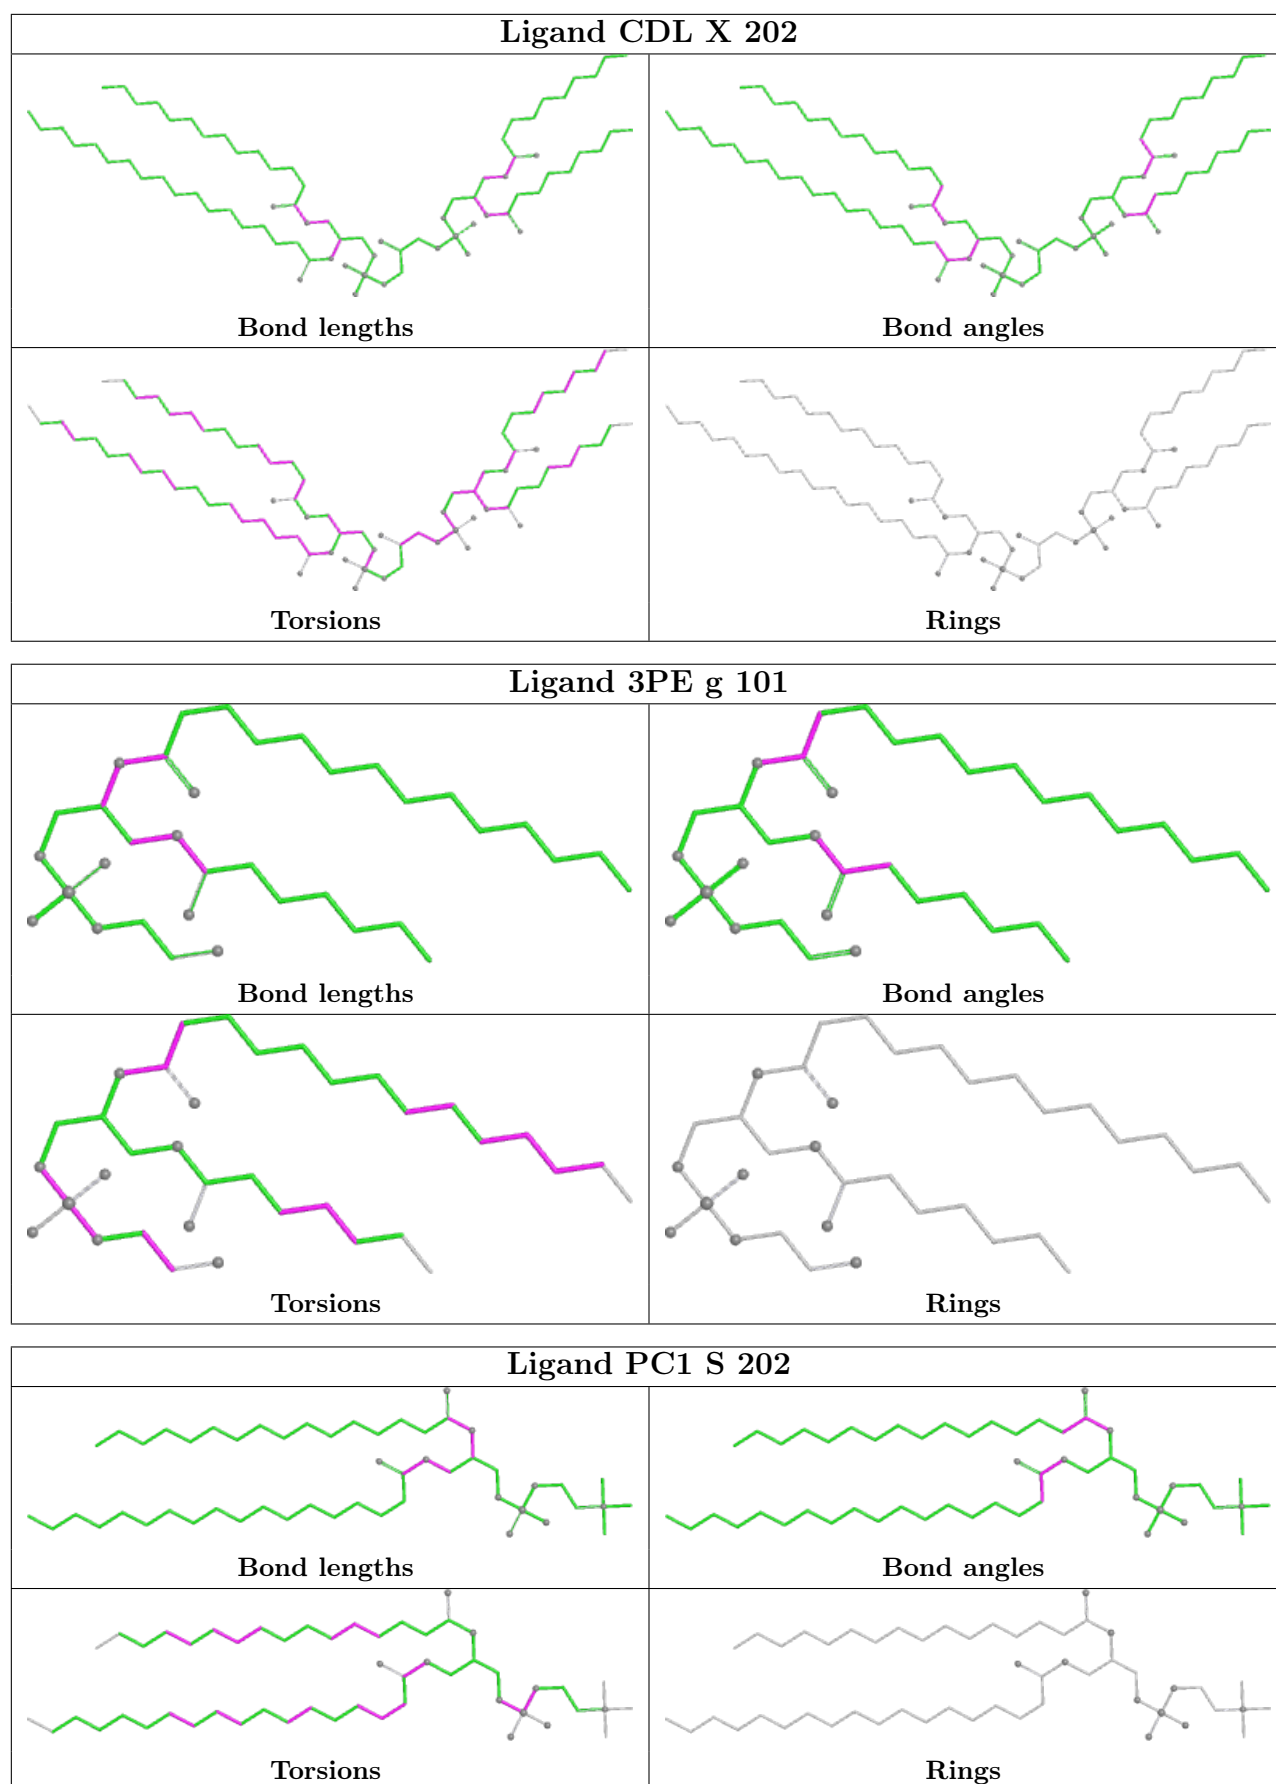 Ligand CDL X 202
Bond lengths
Bond angles
Torsions
Rings
Ligand 3PE g 101
Bond lengths
Bond angles
Torsions
Rings
Ligand PC1 S 202
Bond lengths
Bond angles
Torsions
Rings